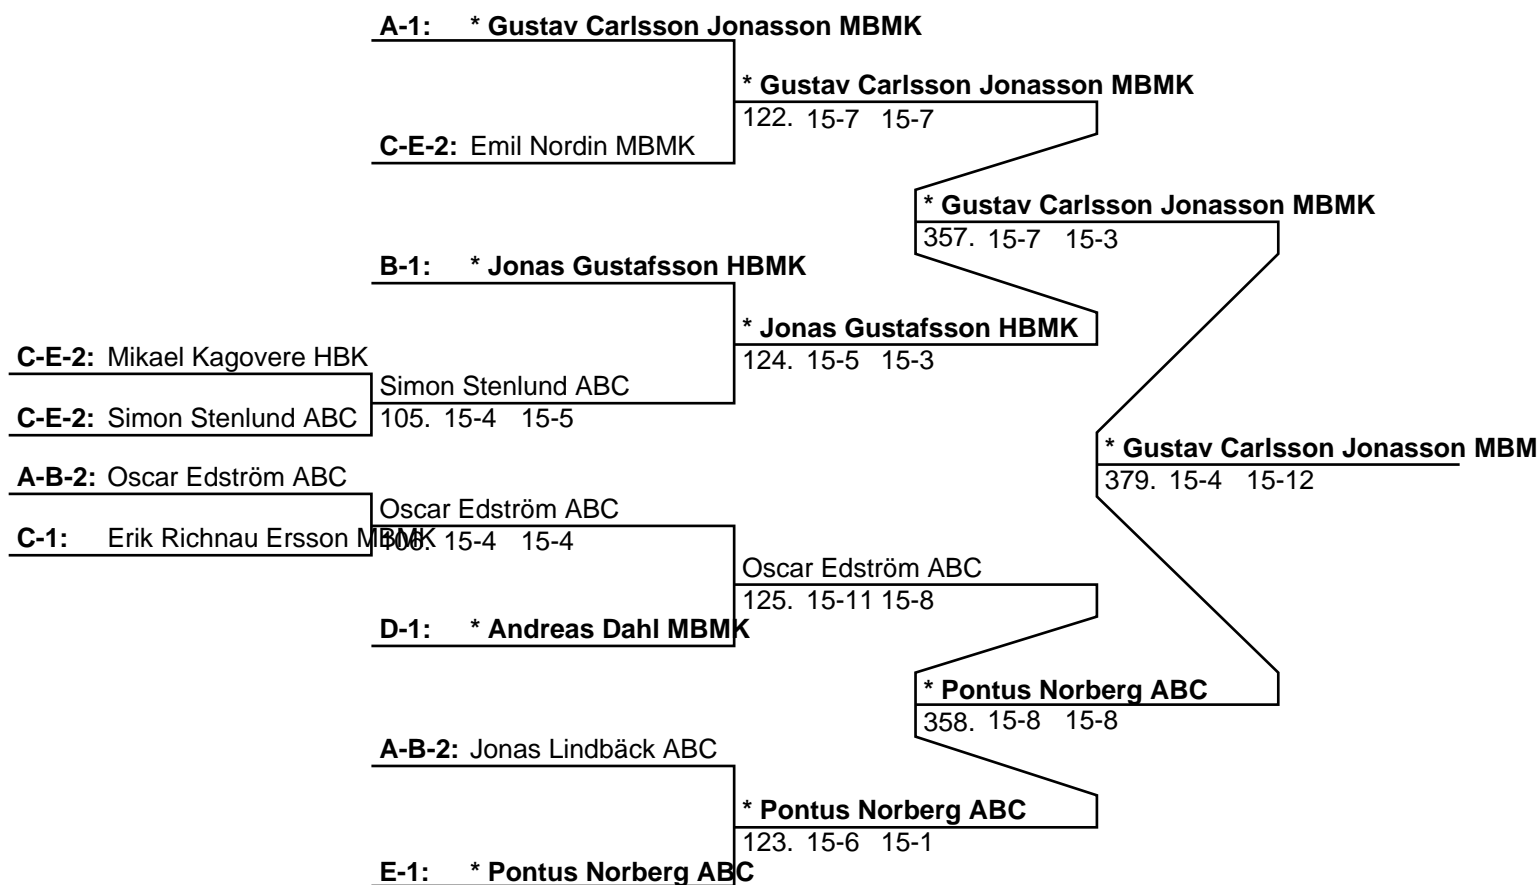 A-1: * Gustav Carlsson Jonasson MBMK
* Gustav Carlsson Jonasson MBMK
122. 15-7 15-7
C-E-2: Emil Nordin MBMK
* Gustav Carlsson Jonasson MBMK
357. 15-7 15-3
B-1: * Jonas Gustafsson HBMK
* Jonas Gustafsson HBMK
124. 15-5 15-3
C-E-2: Mikael Kagovere HBK
Simon Stenlund ABC
C-E-2: Simon Stenlund ABC
105. 15-4 15-5
* Gustav Carlsson Jonasson MBM
379. 15-4 15-12
A-B-2: Oscar Edström ABC
Oscar Edström ABC
C-1: Erik Richnau Ersson MBMK
106. 15-4 15-4
Oscar Edström ABC
125. 15-11 15-8
D-1: * Andreas Dahl MBMK
* Pontus Norberg ABC
358. 15-8 15-8
A-B-2: Jonas Lindbäck ABC
* Pontus Norberg ABC
123. 15-6 15-1
E-1: * Pontus Norberg ABC